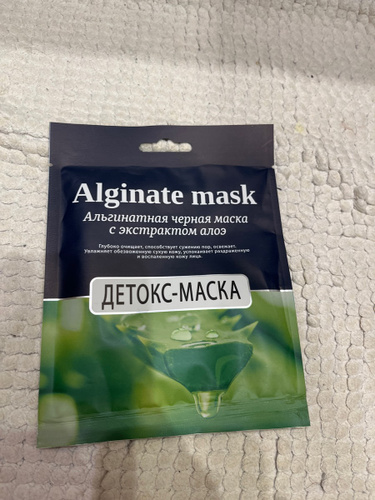 Alginate mask
Альгинатная черная маска
с экстрактом алоэ
Глубоко очищает, способствует сужению пор, освежает.
Увлажняет обезвоженную сухую кожу, успокаивает раздраженную
и воспаленную кожу лица.
ДЕТОКС-МАСКА